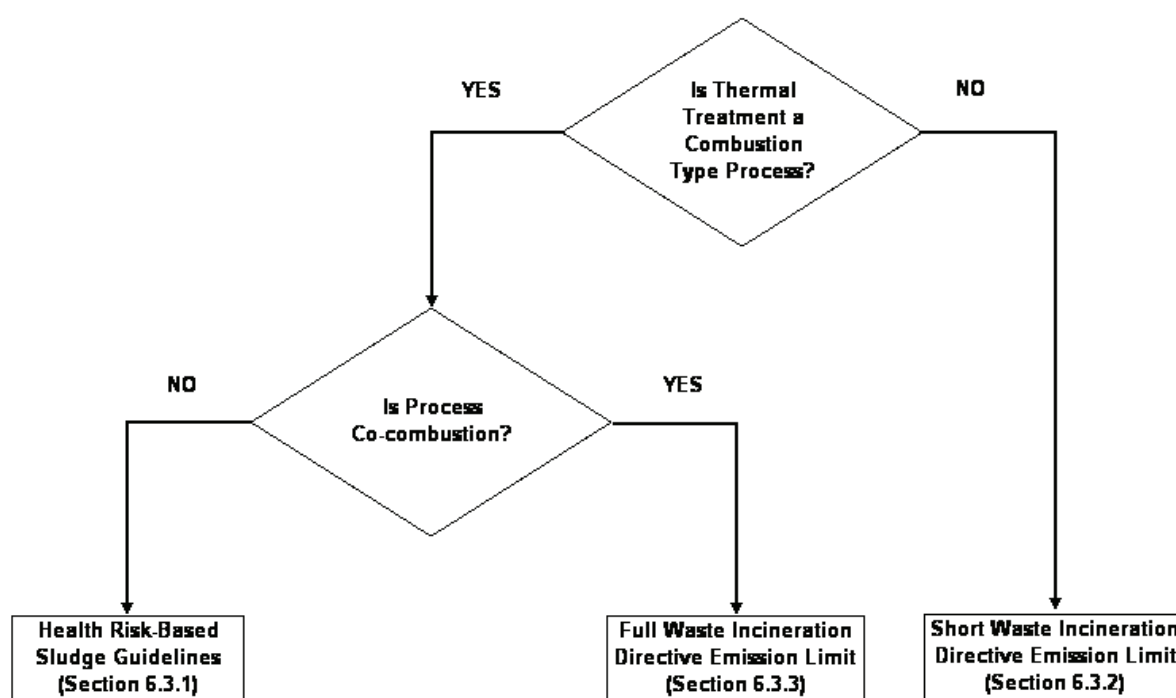 YES
NO
Is Thermal
Treatment a
Combustion
Type Process?
NO
YES
Is Process
Co-combustion?
Health Risk-Based
Sludge Guidelines
(Section 6.3.1)
Full Waste Incineration
Directive Emission Limit
(Section 6.3.3)
Short Waste Incineration
Directive Emission Limit
(Section 6.3.2)